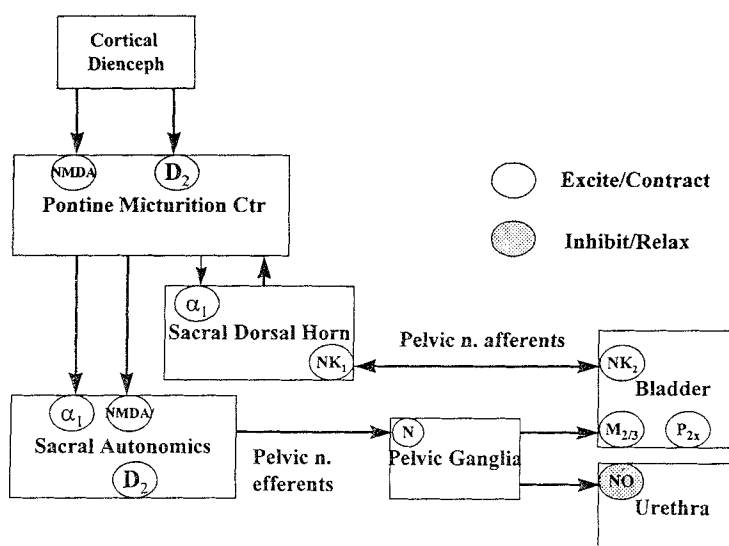 Cortical
Dienceph
NMDA
D2
Pontine Micturition Ctr
Excite/Contract
Inhibit/Relax
α1
Sacral Dorsal Horn
NK1
Pelvic n. afferents
NK2
Bladder
M2/3
P2x
α1
NMDA/
Sacral Autonomics
D2
Pelvic n.
efferents
N
Pelvic Ganglia
NO
Urethra